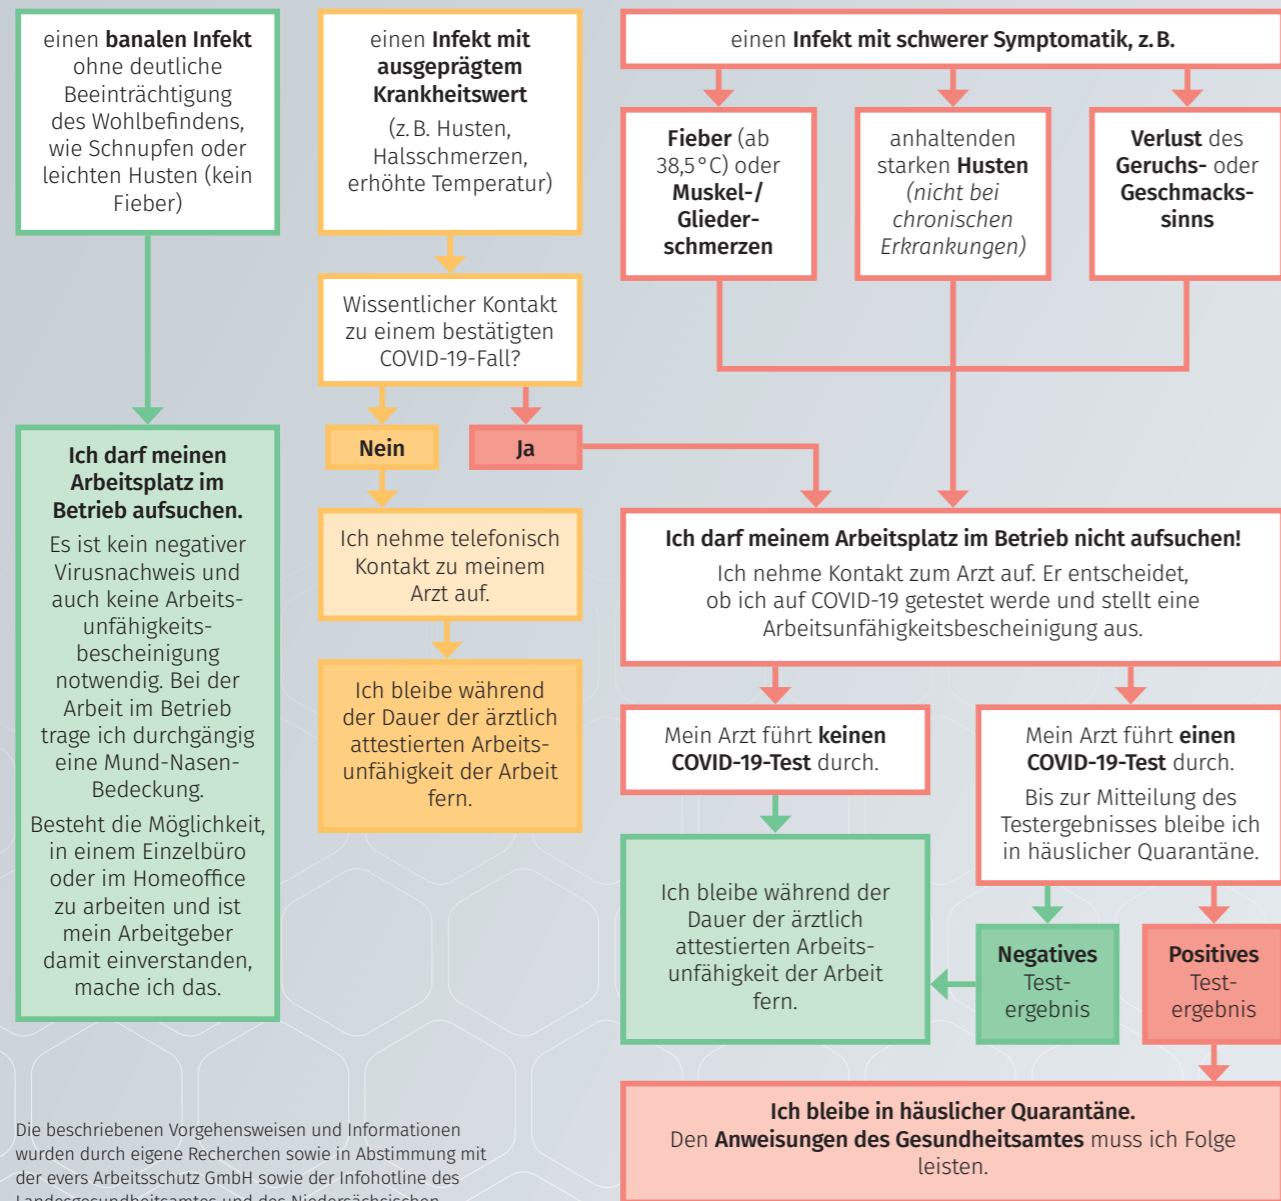 einen banalen Infekt
ohne deutliche
Beeinträchtigung
des Wohlbefindens,
wie Schnupfen oder
leichten Husten (kein
Fieber)
Ich darf meinen
Arbeitsplatz im
Betrieb aufsuchen.
Es ist kein negativer
Virusnachweis und
auch keine Arbeits-
unfähigkeits-
bescheinigung
notwendig. Bei der
Arbeit im Betrieb
trage ich durchgängig
eine Mund-Nasen-
Bedeckung.
Besteht die Möglichkeit,
in einem Einzelbüro
oder im Homeoffice
zu arbeiten und ist
mein Arbeitgeber
damit einverstanden,
mache ich das.
einen Infekt mit
ausgeprägtem
Krankheitswert
(z. B. Husten,
Halsschmerzen,
erhöhte Temperatur)
Wissentlicher Kontakt
zu einem bestätigten
COVID-19-Fall?
Nein
Ja
Ich nehme telefonisch
Kontakt zu meinem
Arzt auf.
Ich bleibe während
der Dauer der ärztlich
attestierten Arbeits-
unfähigkeit der Arbeit
fern.
einen Infekt mit schwerer Symptomatik, z. B.
Fieber (ab
38,5 °C) oder
Muskel-/
Glieder-
schmerzen
anhaltenden
starken Husten
(nicht bei
chronischen
Erkrankungen)
Verlust des
Geruchs- oder
Geschmacks-
sinns
Ich darf meinem Arbeitsplatz im Betrieb nicht aufsuchen!
Ich nehme Kontakt zum Arzt auf. Er entscheidet,
ob ich auf COVID-19 getestet werde und stellt eine
Arbeitsunfähigkeitsbescheinigung aus.
Mein Arzt führt keinen
COVID-19-Test durch.
Mein Arzt führt einen
COVID-19-Test durch.
Bis zur Mitteilung des
Testergebnisses bleibe ich
in häuslicher Quarantäne.
Ich bleibe während der
Dauer der ärztlich
attestierten Arbeits-
unfähigkeit der Arbeit
fern.
Negatives
Test-
ergebnis
Positives
Test-
ergebnis
Ich bleibe in häuslicher Quarantäne.
Den Anweisungen des Gesundheitsamtes muss ich Folge
leisten.
Die beschriebenen Vorgehensweisen und Informationen
wurden durch eigene Recherchen sowie in Abstimmung mit
der evers Arbeitsschutz GmbH sowie der Infohotline des
Landesgesundheitsamtes und des Niedersächsischen